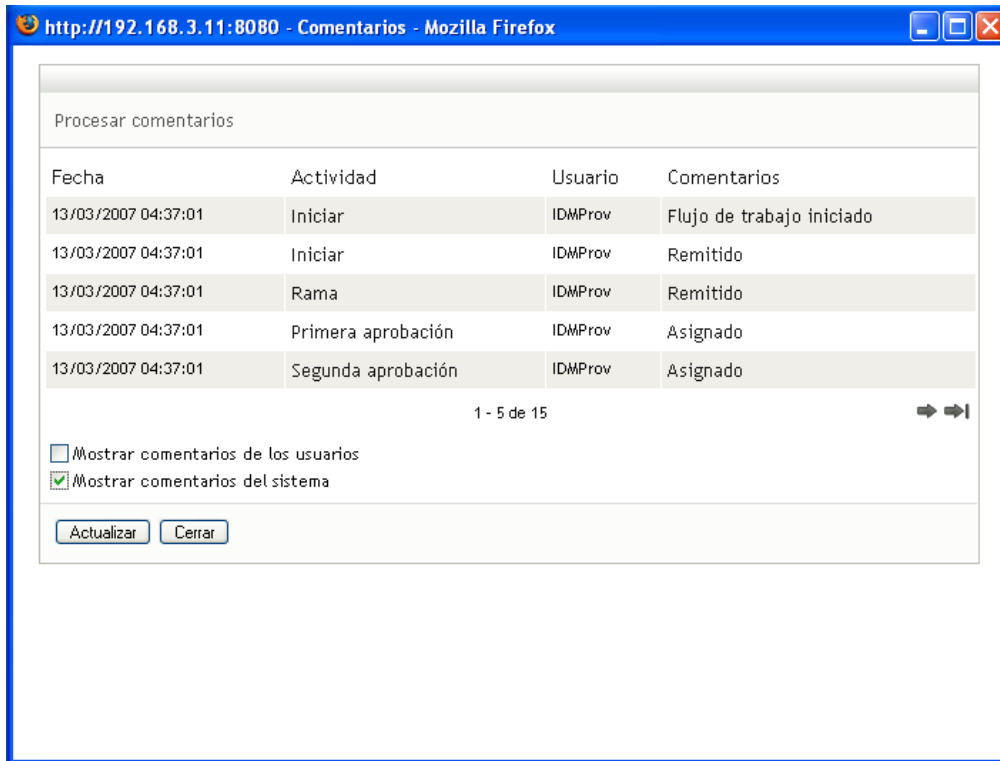 http://192.168.3.11:8080 - Comentarios - Mozilla Firefox
Procesar comentarios
Fecha Actividad Usuario Comentarios
13/03/2007 04:37:01 Iniciar IDMProv Flujo de trabajo iniciado
13/03/2007 04:37:01 Iniciar IDMProv Remitido
13/03/2007 04:37:01 Rama IDMProv Remitido
13/03/2007 04:37:01 Primera aprobación IDMProv Asignado
13/03/2007 04:37:01 Segunda aprobación IDMProv Asignado
1 - 5 de 15
Mostrar comentarios de los usuarios
Mostrar comentarios del sistema
Actualizar Cerrar